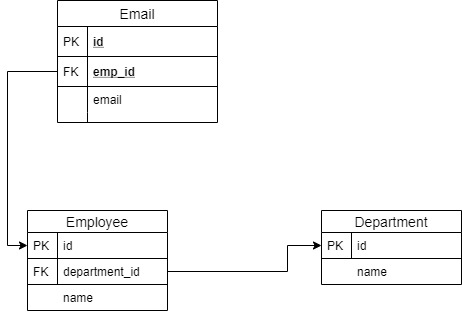 Email
PK id
FK emp_id
email
Employee
PK id
FK department_id
name
Department
PK id
name